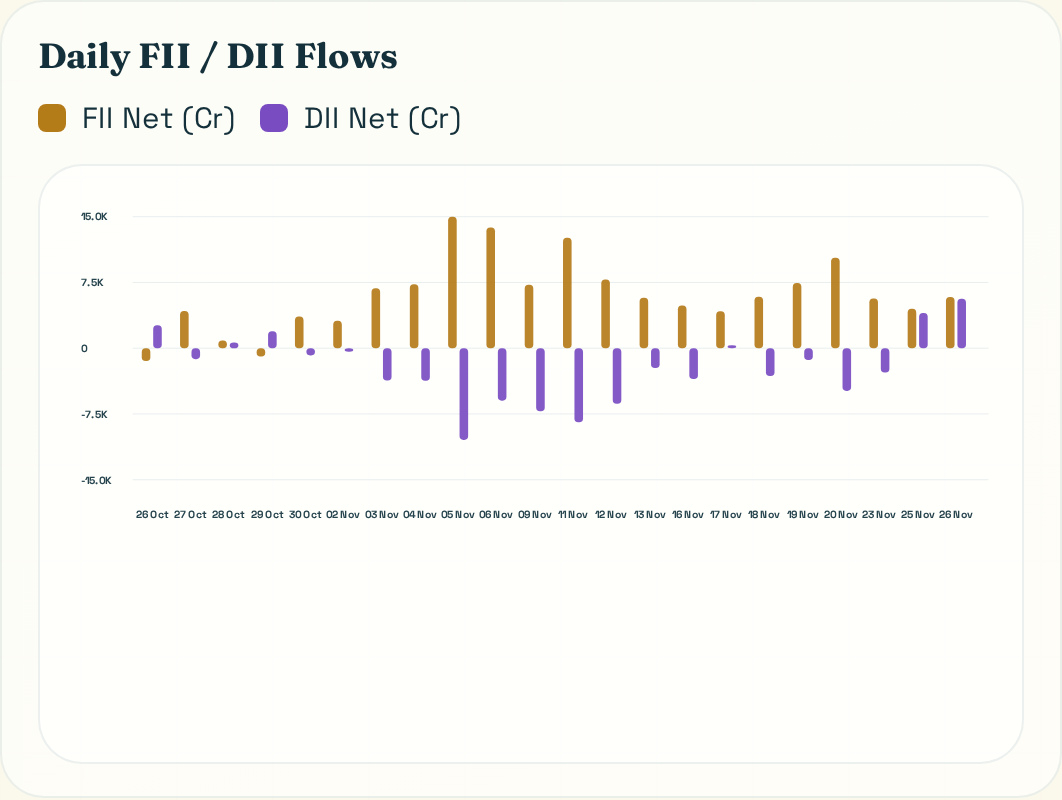 Daily FII / DII Flows
FII Net (Cr) DII Net (Cr)
15.0K
7.5K
0
-7.5K
-15.0K
26 Oct 27 Oct 28 Oct 29 Oct 30 Oct 02 Nov 03 Nov 04 Nov 05 Nov 06 Nov 09 Nov 11 Nov 12 Nov 13 Nov 16 Nov 17 Nov 18 Nov 19 Nov 20 Nov 23 Nov 25 Nov 26 Nov